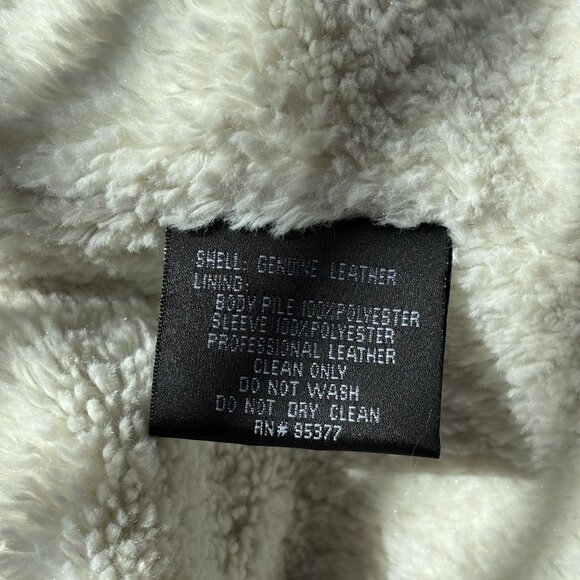 SHELL: GENUINE LEATHER
LINING:
BODY PILE 100%POLYESTER
SLEEVE 100%POLYESTER
PROFESSIONAL LEATHER
CLEAN ONLY
DO NOT WASH
DO NOT DRY CLEAN
RN# 95377